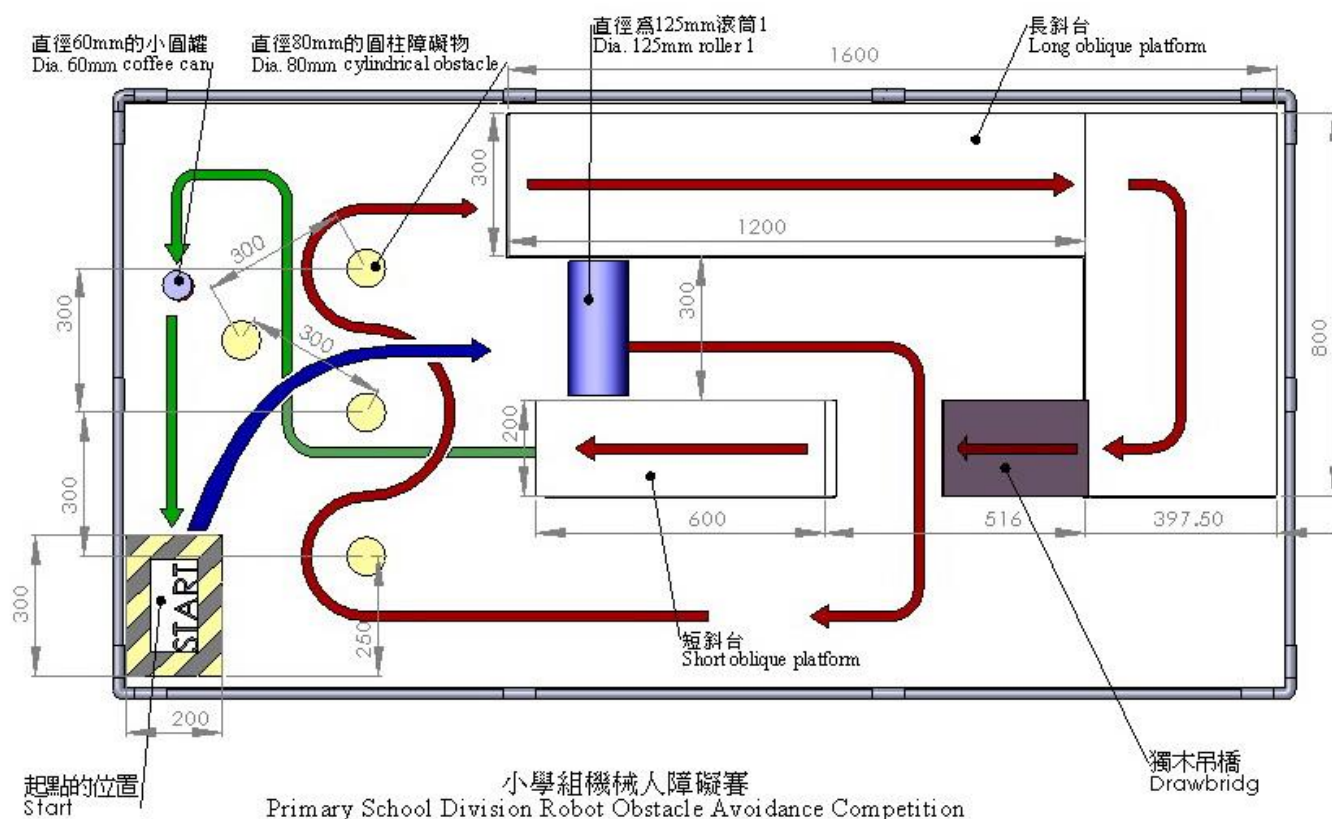 直徑60mm的小圓罐
Dia. 60mm coffee can
直徑80mm的圓柱障礙物
Dia. 80mm cylindrical obstacle
直徑爲125mm滾筒1
Dia. 125mm roller 1
長斜台
Long oblique platform
1600
300
1200
300
300
300
300
800
200
300
600
516
397.50
300
START
250
短斜台
Short oblique platform
200
起點的位置
Start
獨木吊橋
Drawbridg
小學組機械人障礙賽
Primary School Division Robot Obstacle Avoidance Competition